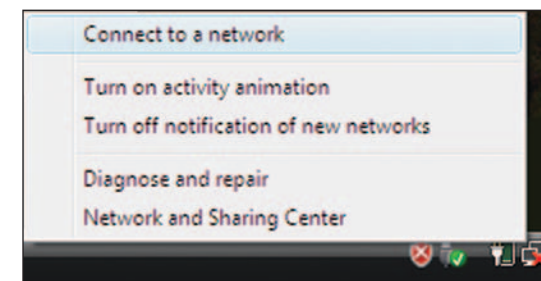 Connect to a network
Turn on activity animation
Turn off notification of new networks
Diagnose and repair
Network and Sharing Center